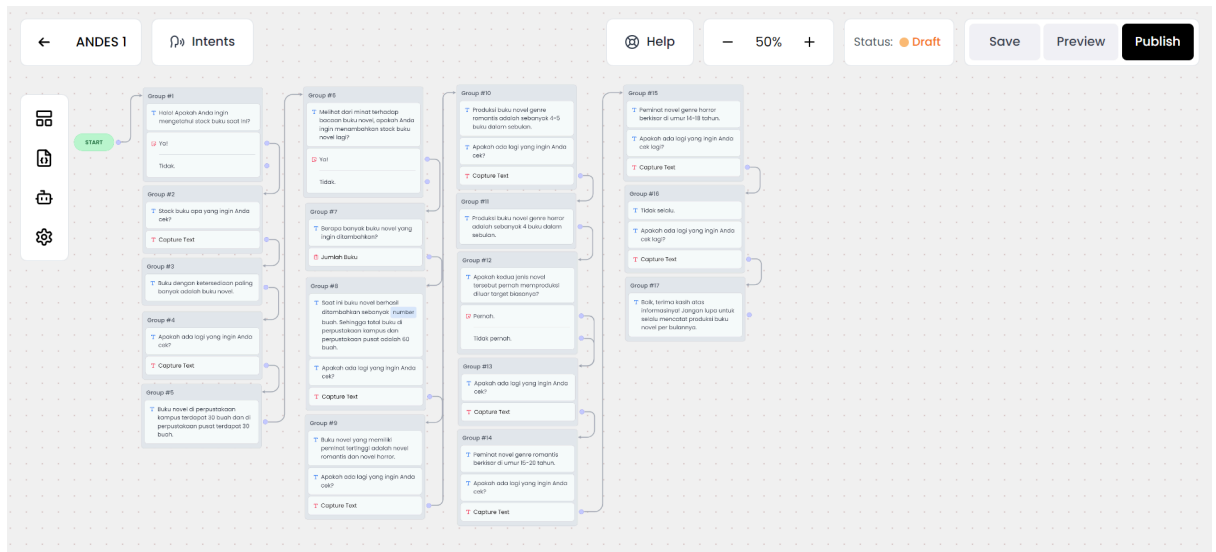 ANDES 1
Intents
Help
50%
Status: Draft
Save
Preview
Publish
START
Group #1
Halo! Apakah Anda ingin
mengetahui stock buku saat ini?
Ya!
Tidak.
Group #2
Stock buku apa yang ingin Anda
cek?
Capture Text
Group #3
Buku dengan ketersediaan paling
banyak adalah buku novel.
Group #4
Apakah ada lagi yang ingin Anda
cek?
Capture Text
Group #5
Buku novel di perpustakaan
kampus terdapat 30 buah dan di
perpustakaan pusat terdapat 30
buah.
Group #6
Melihat dari minat terhadap
bacaan buku novel, apakah Anda
ingin menambahkan stock buku
novel lagi?
Ya!
Tidak.
Group #7
Berapa banyak buku novel yang
ingin ditambahkan?
Jumlah Buku
Group #8
Saat ini buku novel berhasil
ditambahkan sebanyak number
buah. Sehingga total buku di
perpustakaan kampus dan
perpustakaan pusat adalah 60
buah.
Apakah ada lagi yang ingin Anda
cek?
Capture Text
Group #9
Buku novel yang memiliki
peminat tertinggi adalah novel
romantis dan novel horror.
Apakah ada lagi yang ingin Anda
cek?
Capture Text
Group #10
Produksi buku novel genre
romantis adalah sebanyak 4-5
buku dalam sebulan.
Apakah ada lagi yang ingin Anda
cek?
Capture Text
Group #11
Produksi buku novel genre horror
adalah sebanyak 4 buku dalam
sebulan.
Group #12
Apakah kedua jenis novel
tersebut pernah memproduksi
diluar target biasanya?
Pernah.
Tidak pernah.
Group #13
Apakah ada lagi yang ingin Anda
cek?
Capture Text
Group #14
Peminat novel genre romantis
berkisar di umur 15-20 tahun.
Apakah ada lagi yang ingin Anda
cek?
Capture Text
Group #15
Peminat novel genre horror
berkisar di umur 14-18 tahun.
Apakah ada lagi yang ingin Anda
cek lagi?
Capture Text
Group #16
Tidak selalu.
Apakah ada lagi yang ingin Anda
cek lagi?
Capture Text
Group #17
Baik, terima kasih atas
informasinya! Jangan lupa untuk
selalu mencatat produksi buku
novel per bulannya.